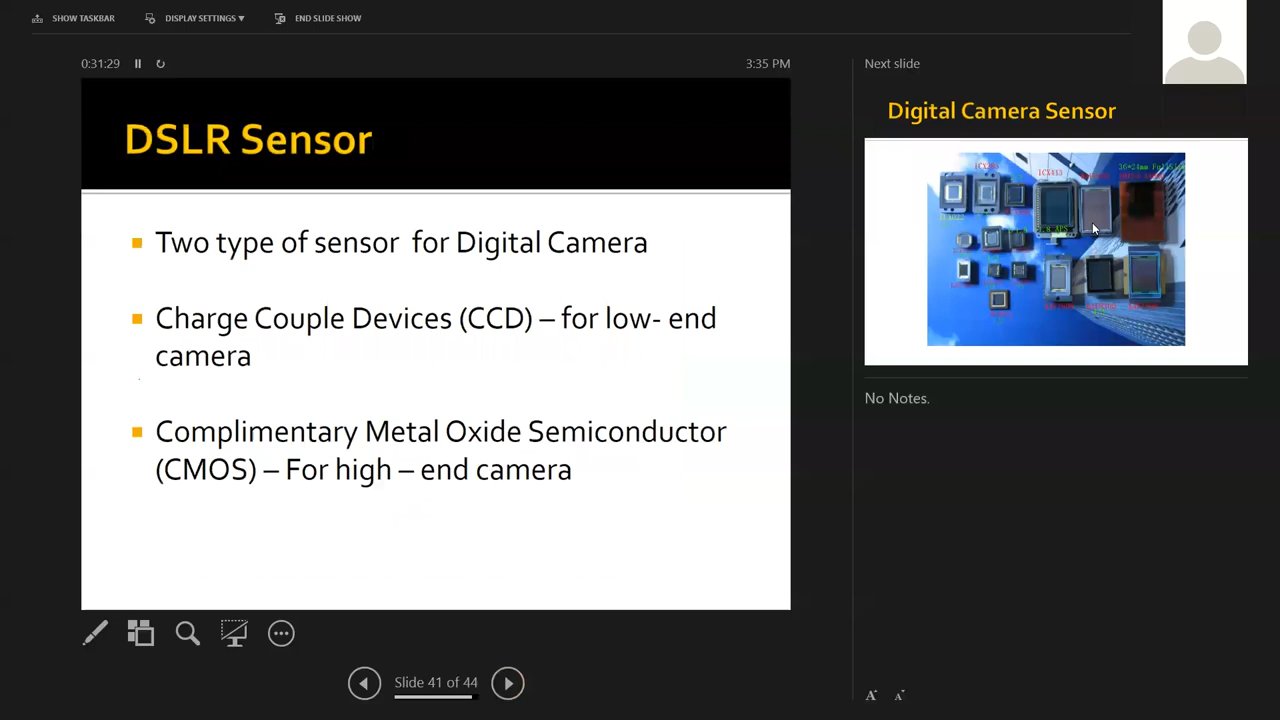 SHOW TASKBAR
DISPLAY SETTINGS ▼
END SLIDE SHOW
0:31:29
3:35 PM
DSLR Sensor
Two type of sensor for Digital Camera
Charge Couple Devices (CCD) – for low- end
camera
Complimentary Metal Oxide Semiconductor
(CMOS) – For high – end camera
Slide 41 of 44
Next slide
Digital Camera Sensor
ICX413
No Notes.
A
A